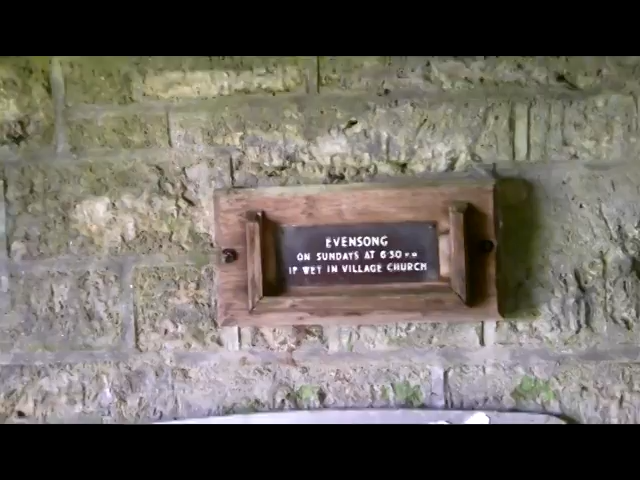 EVENSONG
ON SUNDAYS AT 6·30 P.M
IF WET IN VILLAGE CHURCH